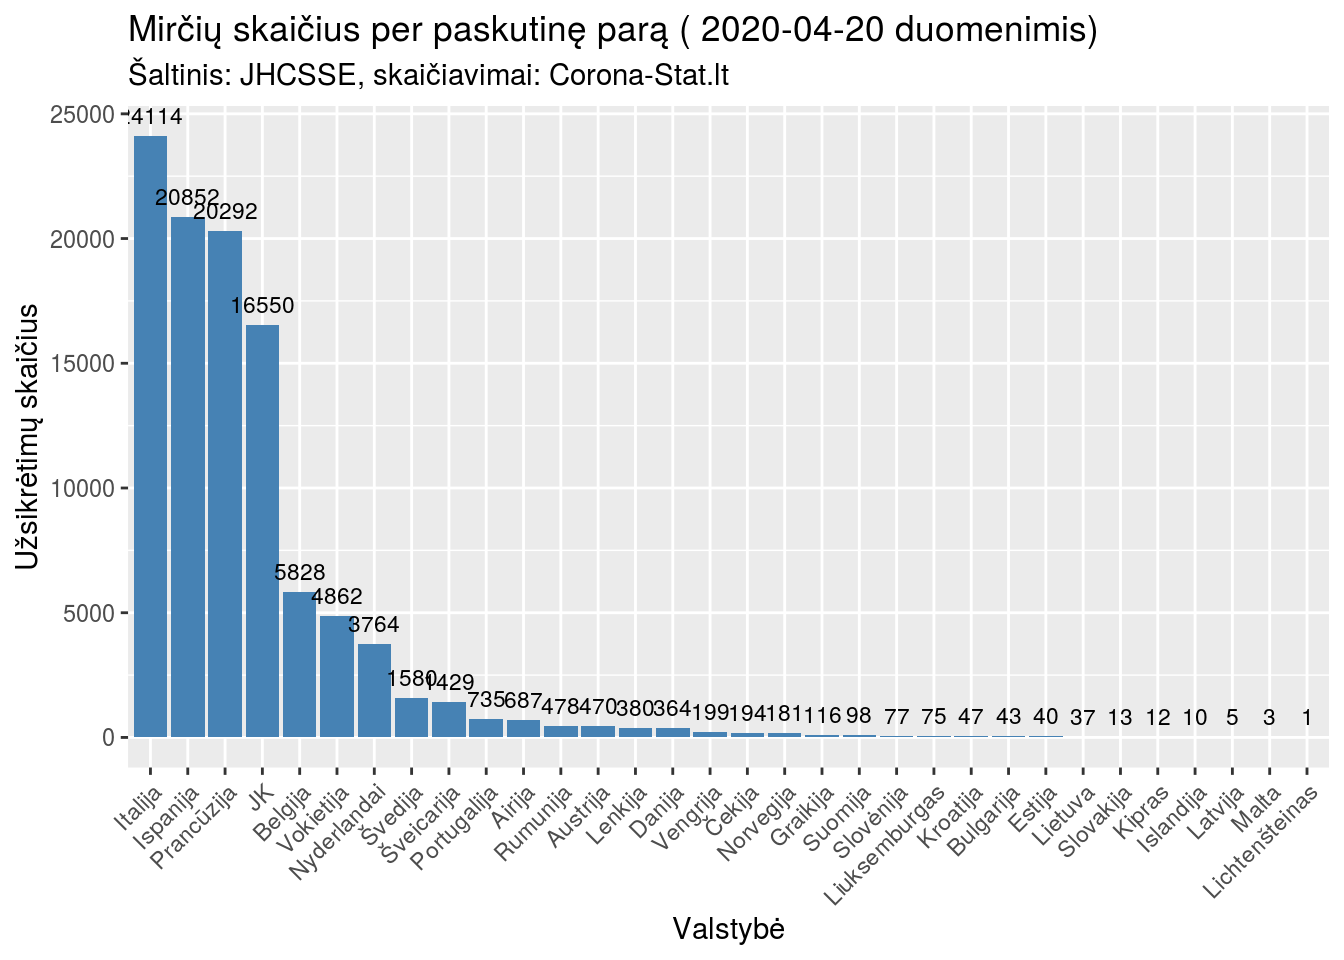 Mirčių skaičius per paskutinę parą ( 2020-04-20 duomenimis)
Šaltinis: JHCSSE, skaičiavimai: Corona-Stat.lt
Užsikrėtimų skaičius
25000
20000
15000
10000
5000
0
4114
20852
20292
16550
5828
4862
3764
1580
1429
735
687
478
470
380
364
199
194
181
116
98
77
75
47
43
40
37
13
12
10
5
3
1
Italija
Ispanija
Prancūzija
JK
Belgija
Vokietija
Nyderlandai
Švedija
Šveicarija
Portugalija
Airija
Rumunija
Austrija
Lenkija
Danija
Vengrija
Čekija
Norvegija
Graikija
Suomija
Slovėnija
Liuksemburgas
Kroatija
Bulgarija
Estija
Lietuva
Slovakija
Kipras
Islandija
Latvija
Malta
Lichtenšteinas
Valstybė